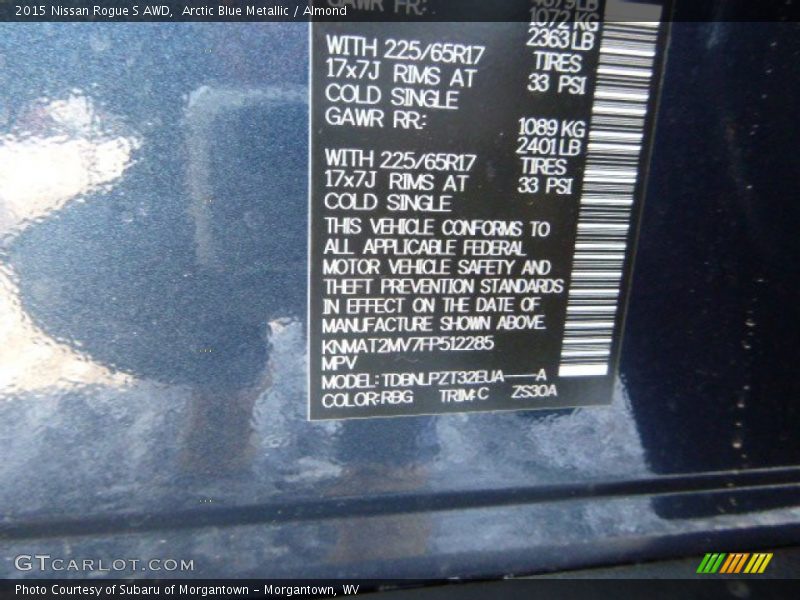 2015 Nissan Rogue S AWD, Arctic Blue Metallic / Almond
GAWR FR:
1072 KG
WITH 225/65R17 2363 LB
17x7J RIMS AT TIRES
COLD SINGLE 33 PSI
GAWR RR: 1089 KG
2401 LB
WITH 225/65R17 TIRES
17x7J RIMS AT 33 PSI
COLD SINGLE
THIS VEHICLE CONFORMS TO
ALL APPLICABLE FEDERAL
MOTOR VEHICLE SAFETY AND
THEFT PREVENTION STANDARDS
IN EFFECT ON THE DATE OF
MANUFACTURE SHOWN ABOVE.
KNMAT2MV7FP512285
MPV
MODEL: TDBNLPZT32EUA----A
COLOR: RBG TRIM: C ZS30A
GTCARLOT.COM
Photo Courtesy of Subaru of Morgantown - Morgantown, WV